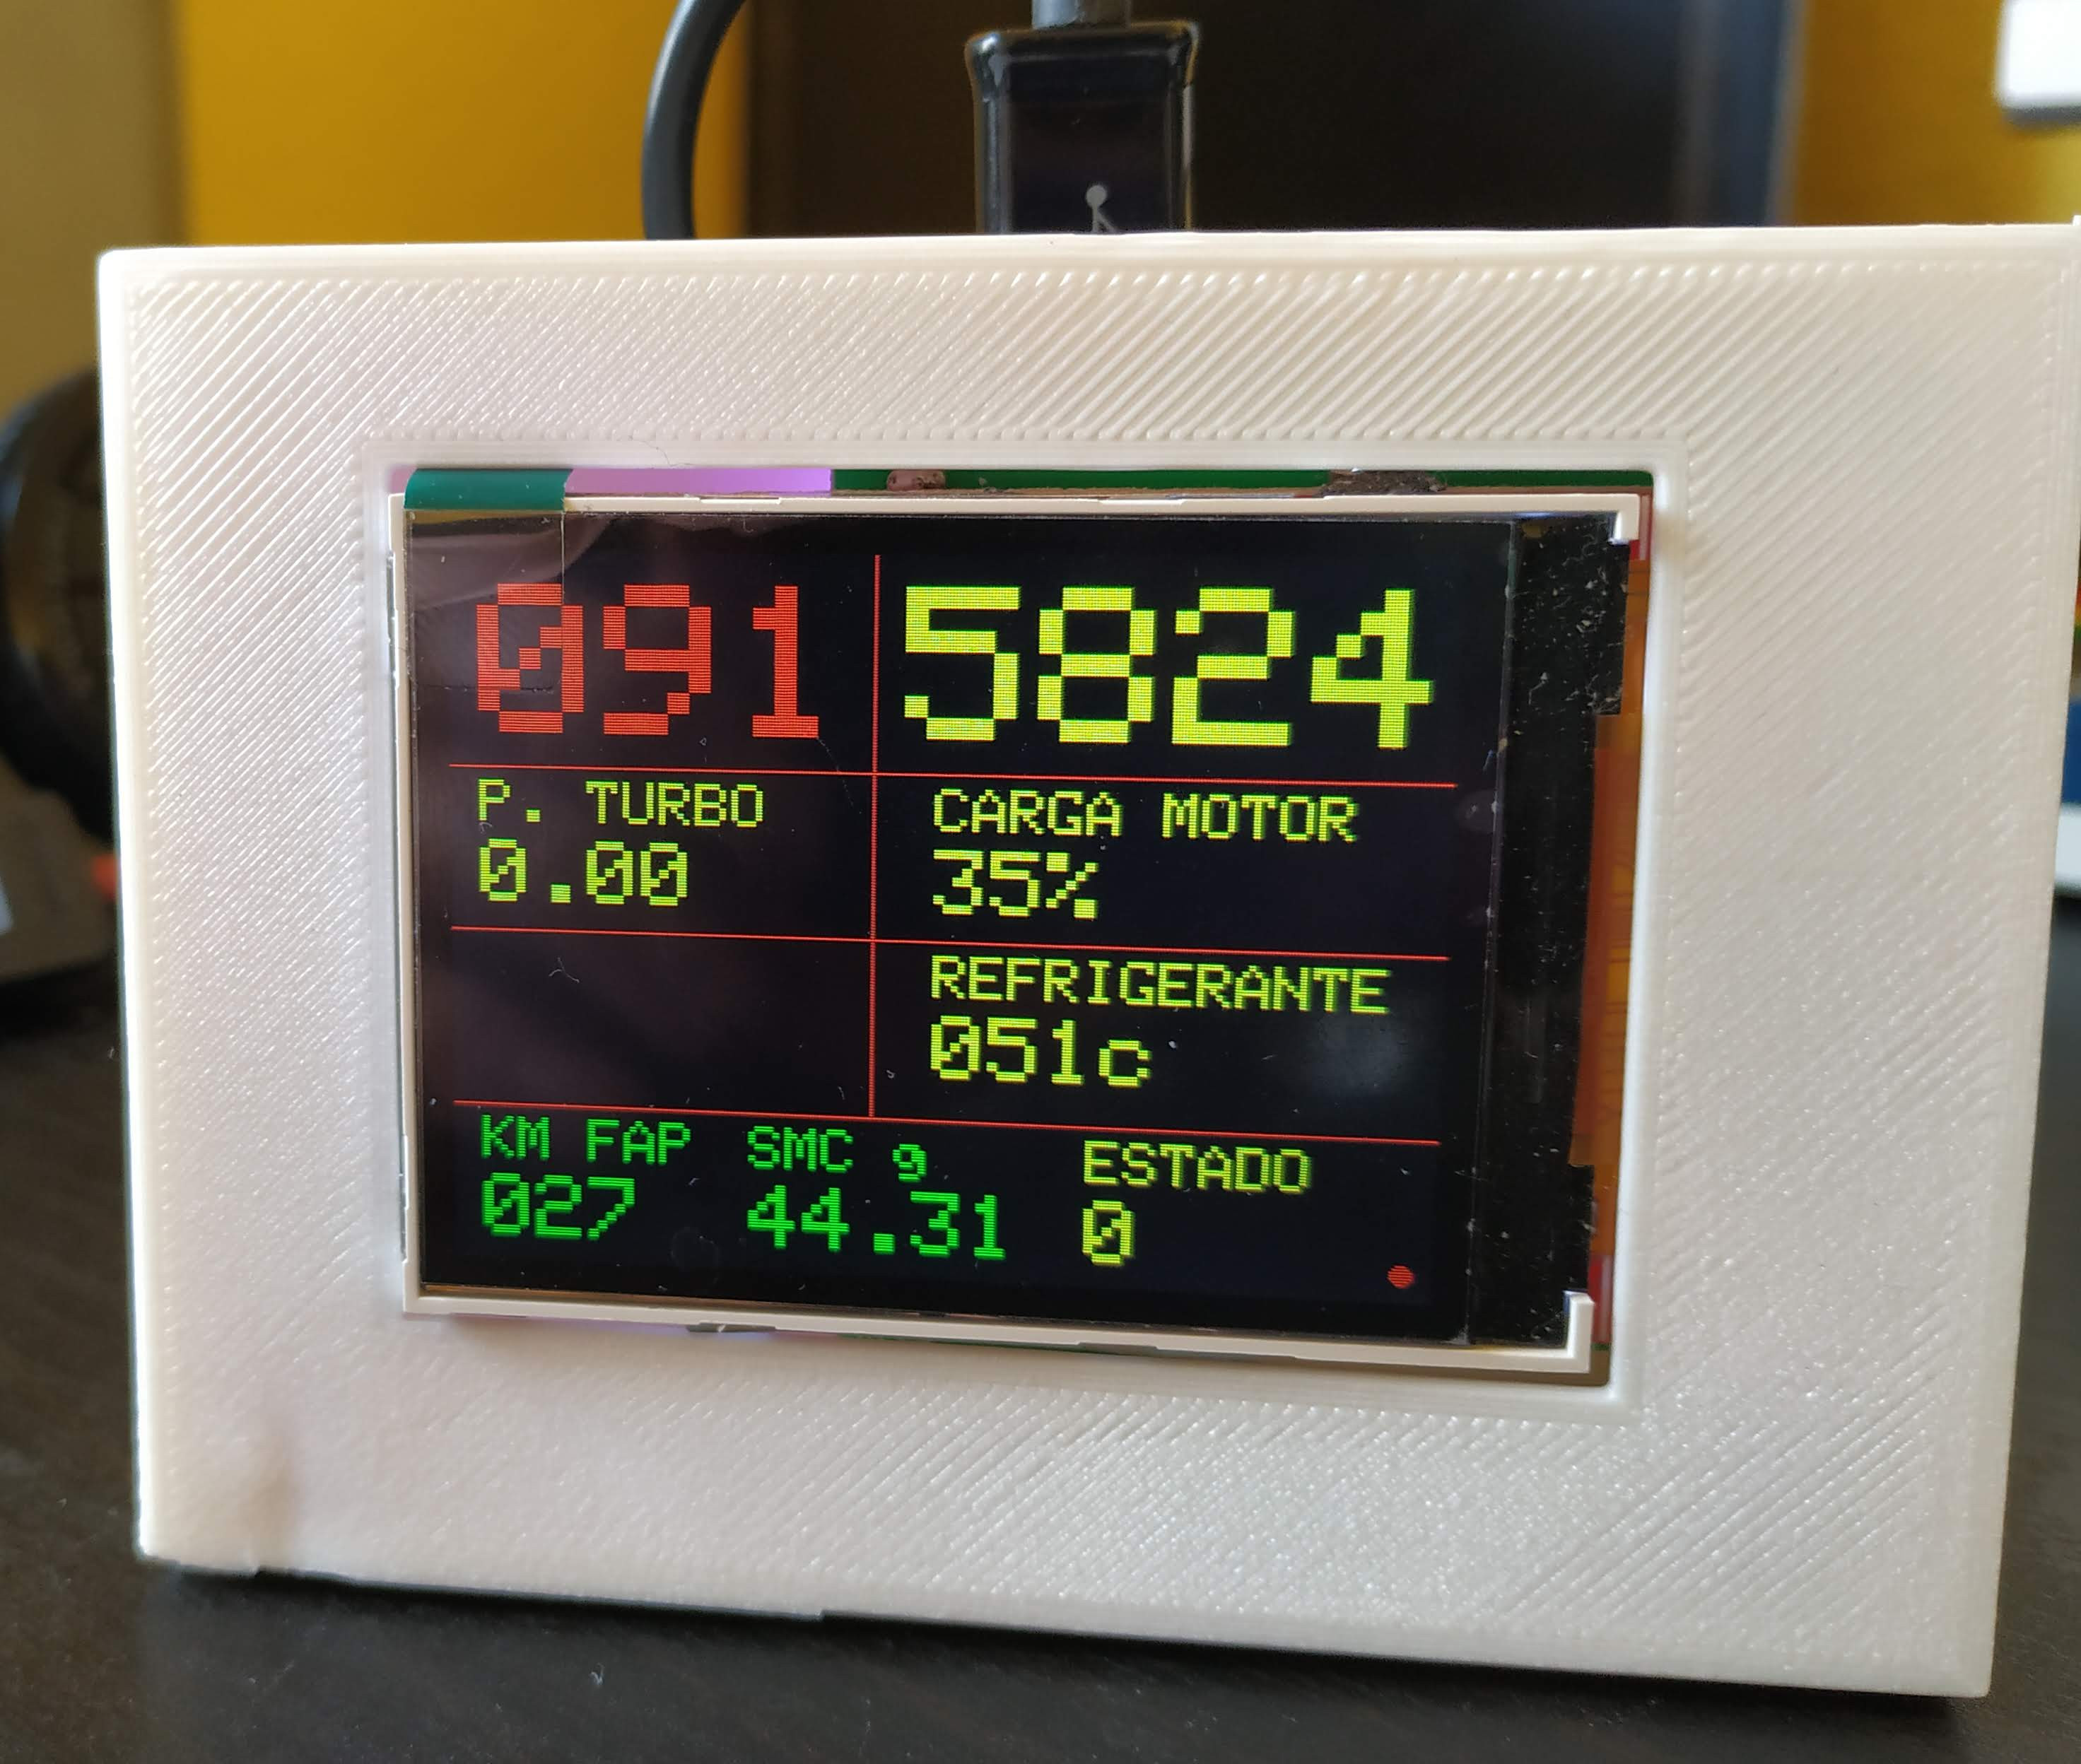 091 5824
P. TURBO
0.00
CARGA MOTOR
35%
REFRIGERANTE
051c
KM FAP
027
SMC g
44.31
ESTADO
0